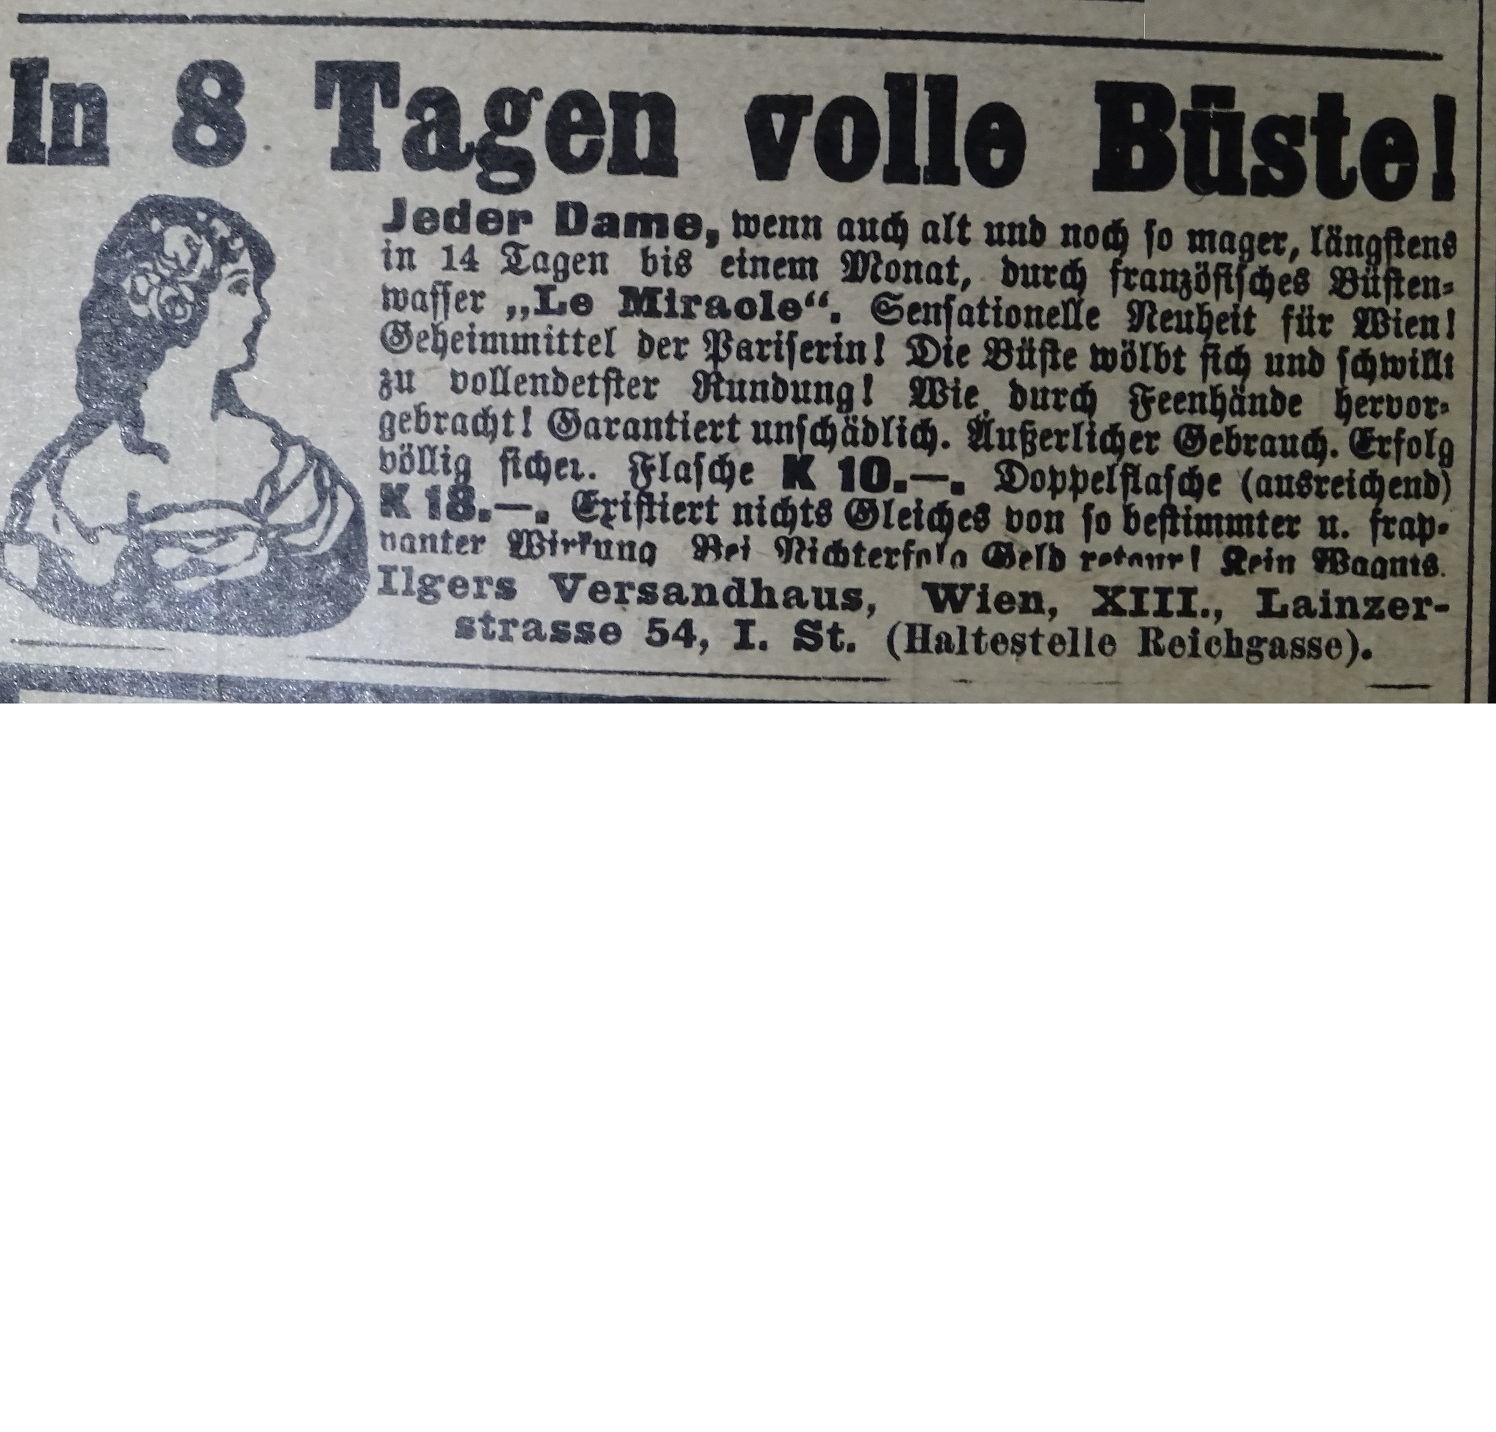 In 8 Tagen volle Büste!
Jeder Dame, wenn auch alt und noch so mager, längstens
in 14 Tagen bis einem Monat, durch französisches Büsten-
wasser „Le Miracle“. Sensationelle Neuheit für Wien!
Geheimmittel der Pariserin! Die Büste wölbt sich und schwillt
zu vollendetster Rundung! Wie durch Feenhände hervor-
gebracht! Garantiert unschädlich. Äußerlicher Gebrauch. Erfolg
völlig sicher. Flasche K 10.—. Doppelflasche (ausreichend)
K 18.—. Existiert nichts Gleiches von so bestimmter u. frap-
panter Wirkung Bei Nichterfolg Geld retour! Kein Wagnis.
Ilgers Versandhaus, Wien, XIII., Lainzer-
strasse 54, I. St. (Haltestelle Reichgasse).